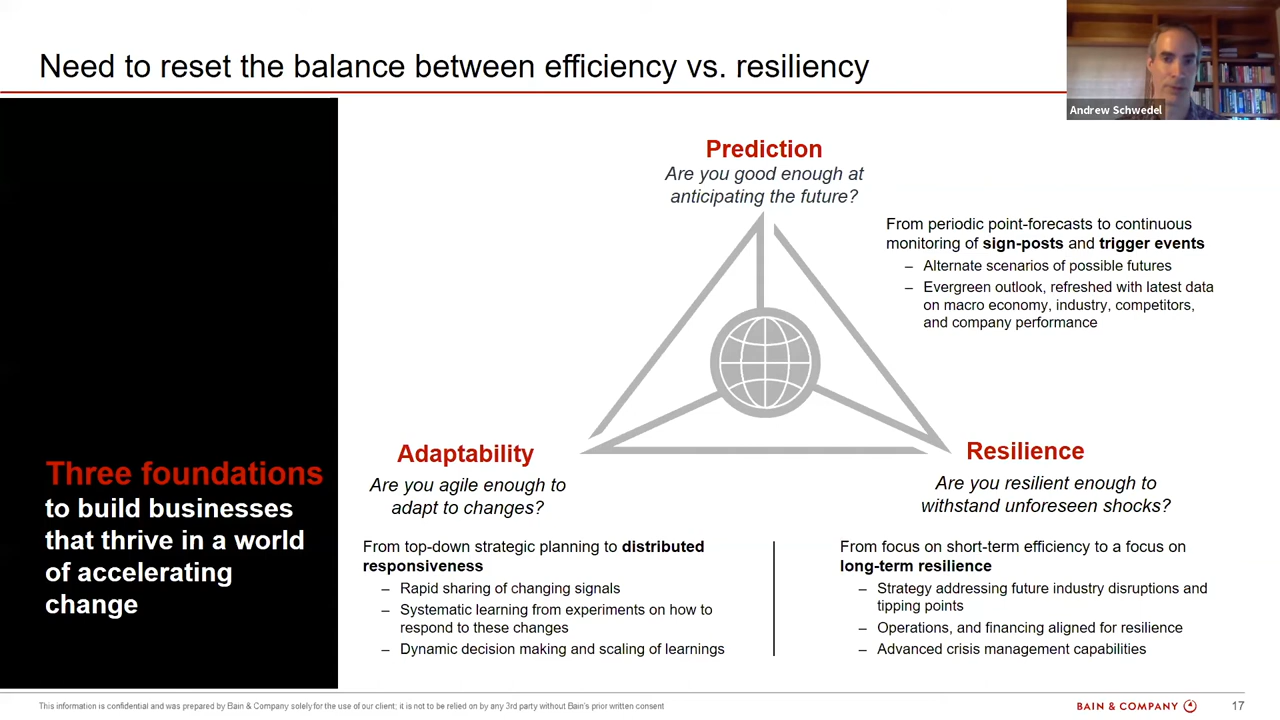 Need to reset the balance between efficiency vs. resiliency
Andrew Schwedel
Three foundations
to build businesses
that thrive in a world
of accelerating
change
Prediction
Are you good enough at
anticipating the future?
From periodic point-forecasts to continuous
monitoring of sign-posts and trigger events
– Alternate scenarios of possible futures
– Evergreen outlook, refreshed with latest data
on macro economy, industry, competitors,
and company performance
Adaptability
Are you agile enough to
adapt to changes?
From top-down strategic planning to distributed
responsiveness
– Rapid sharing of changing signals
– Systematic learning from experiments on how to
respond to these changes
– Dynamic decision making and scaling of learnings
Resilience
Are you resilient enough to
withstand unforeseen shocks?
From focus on short-term efficiency to a focus on
long-term resilience
– Strategy addressing future industry disruptions and
tipping points
– Operations, and financing aligned for resilience
– Advanced crisis management capabilities
This information is confidential and was prepared by Bain & Company solely for the use of our client; it is not to be relied on by any 3rd party without Bain's prior written consent
BAIN & COMPANY
17